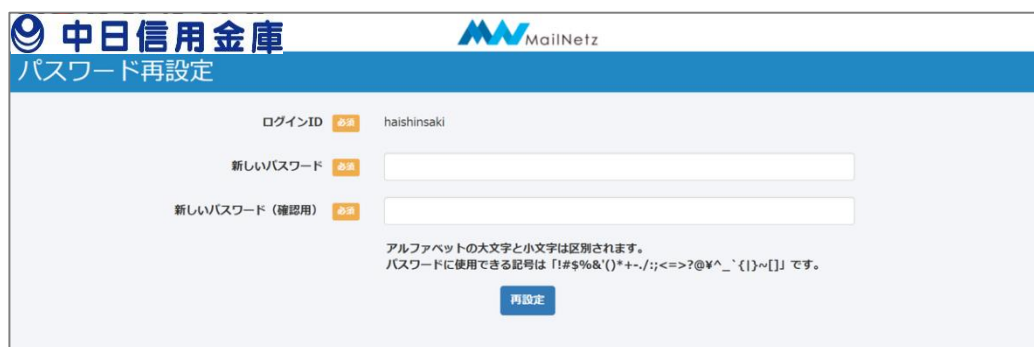 中日信用金庫
MailNetz
パスワード再設定
ログインID 必須 haishinsaki
新しいパスワード 必須
新しいパスワード（確認用） 必須
アルファベットの大文字と小文字は区別されます。
パスワードに使用できる記号は「!#$%&'()*+-./:;<=>?@¥^_`{|}~[]」です。
再設定